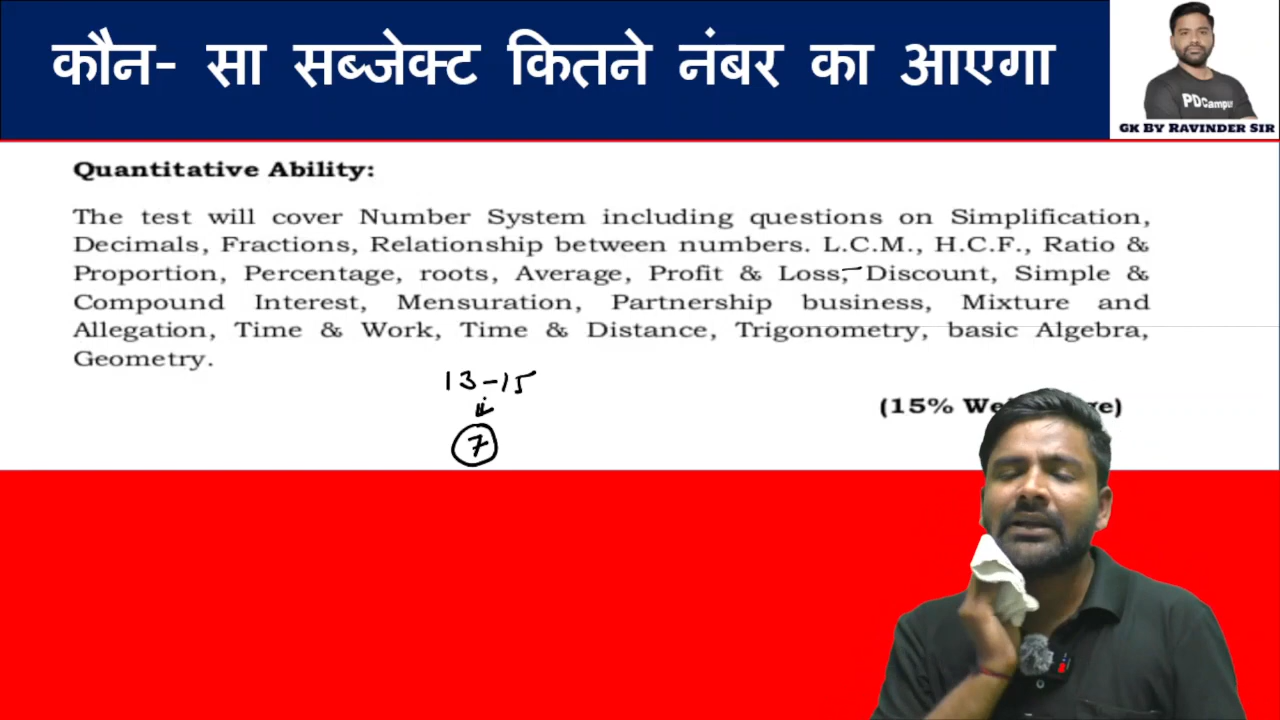 कौन- सा सब्जेक्ट कितने नंबर का आएगा
PDCampus
GK BY RAVINDER SIR
Quantitative Ability:
The test will cover Number System including questions on Simplification,
Decimals, Fractions, Relationship between numbers. L.C.M., H.C.F., Ratio &
Proportion, Percentage, roots, Average, Profit & Loss, Discount, Simple &
Compound Interest, Mensuration, Partnership business, Mixture and
Allegation, Time & Work, Time & Distance, Trigonometry, basic Algebra,
Geometry.
13-15
(15%
7